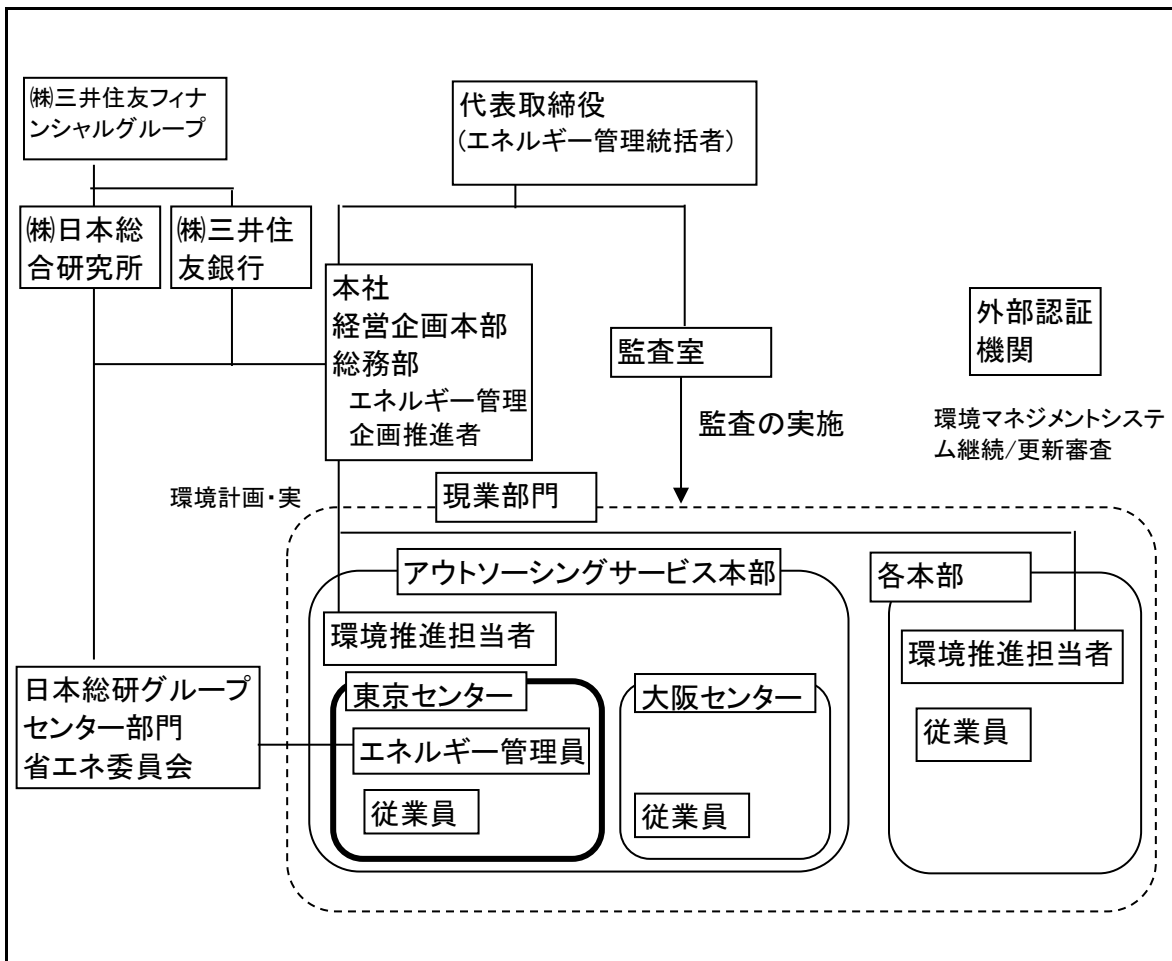 ㈱三井住友フィナ
ンシャルグループ
代表取締役
(エネルギー管理統括者)
㈱日本総
合研究所
㈱三井住
友銀行
本社
経営企画本部
総務部
エネルギー管理
企画推進者
監査室
外部認証
機関
監査の実施
環境マネジメントシステ
ム継続/更新審査
環境計画・実
現業部門
アウトソーシングサービス本部
各本部
環境推進担当者
環境推進担当者
日本総研グループ
センター部門
省エネ委員会
東京センター
大阪センター
エネルギー管理員
従業員
従業員
従業員